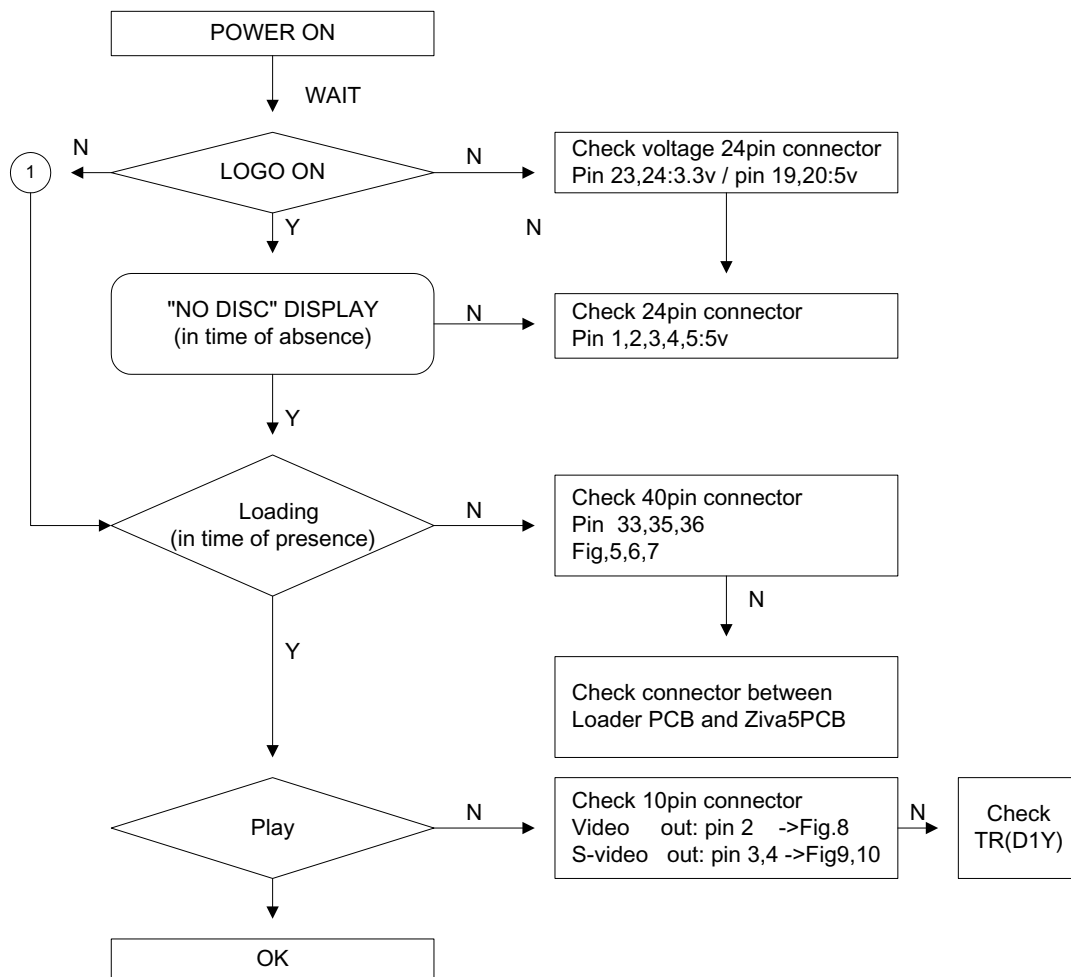 POWER ON
WAIT
N
1
LOGO ON
N
Check voltage 24pin connector
Pin 23,24:3.3v / pin 19,20:5v
Y
N
"NO DISC" DISPLAY
(in time of absence)
N
Check 24pin connector
Pin 1,2,3,4,5:5v
Y
Loading
(in time of presence)
N
Check 40pin connector
Pin 33,35,36
Fig,5,6,7
N
Y
Check connector between
Loader PCB and Ziva5PCB
Play
N
Check 10pin connector
Video out: pin 2 ->Fig.8
S-video out: pin 3,4 ->Fig9,10
N
Check
TR(D1Y)
OK